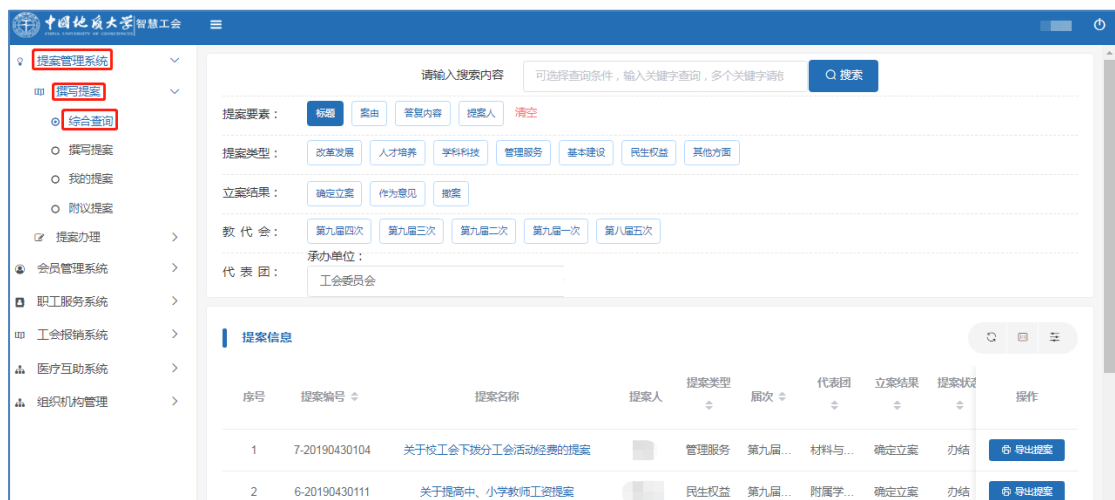 中国地质大学 智慧工会
CHINA UNIVERSITY OF GEOSCIENCES
提案管理系统
撰写提案
综合查询
撰写提案
我的提案
附议提案
提案办理
会员管理系统
职工服务系统
工会报销系统
医疗互助系统
组织机构管理
请输入搜索内容 可选择查询条件，输入关键字查询，多个关键字请 搜索
提案要素： 标题 案由 答复内容 提案人 清空
提案类型： 改革发展 人才培养 学科科技 管理服务 基本建设 民生权益 其他方面
立案结果： 确定立案 作为意见 撤案
教 代 会： 第九届四次 第九届三次 第九届二次 第九届一次 第八届五次
承办单位：
代 表 团： 工会委员会
提案信息
序号 提案编号 提案名称 提案人 提案类型 届次 代表团 立案结果 提案状态 操作
1 7-20190430104 关于校工会下拨分工会活动经费的提案 管理服务 第九届... 材料与... 确定立案 办结 导出提案
2 6-20190430111 关于提高中、小学教师工资提案 民生权益 第九届... 附属学... 确定立案 办结 导出提案